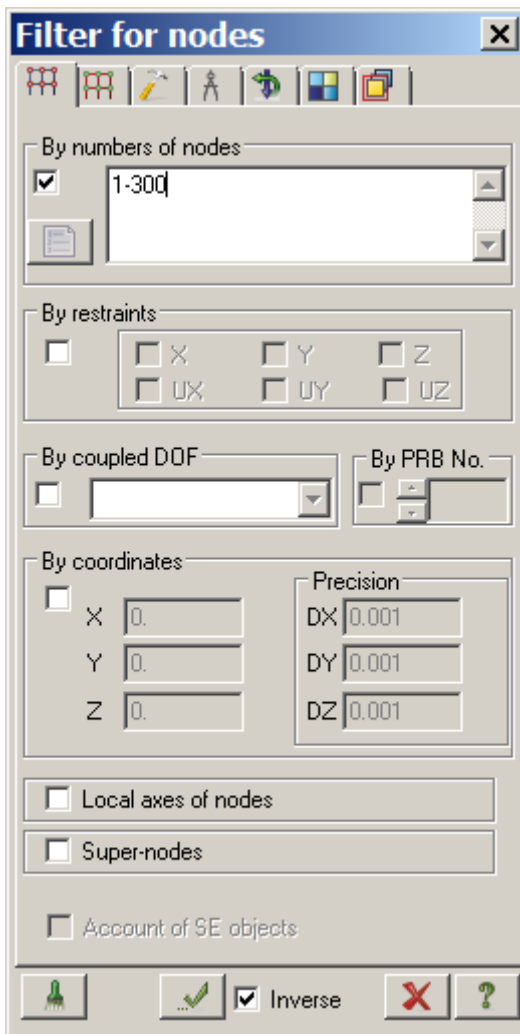 Filter for nodes
By numbers of nodes
1-300
By restraints
X Y Z
UX UY UZ
By coupled DOF By PRB No.
By coordinates
Precision
X 0. DX 0.001
Y 0. DY 0.001
Z 0. DZ 0.001
Local axes of nodes
Super-nodes
Account of SE objects
Inverse ?